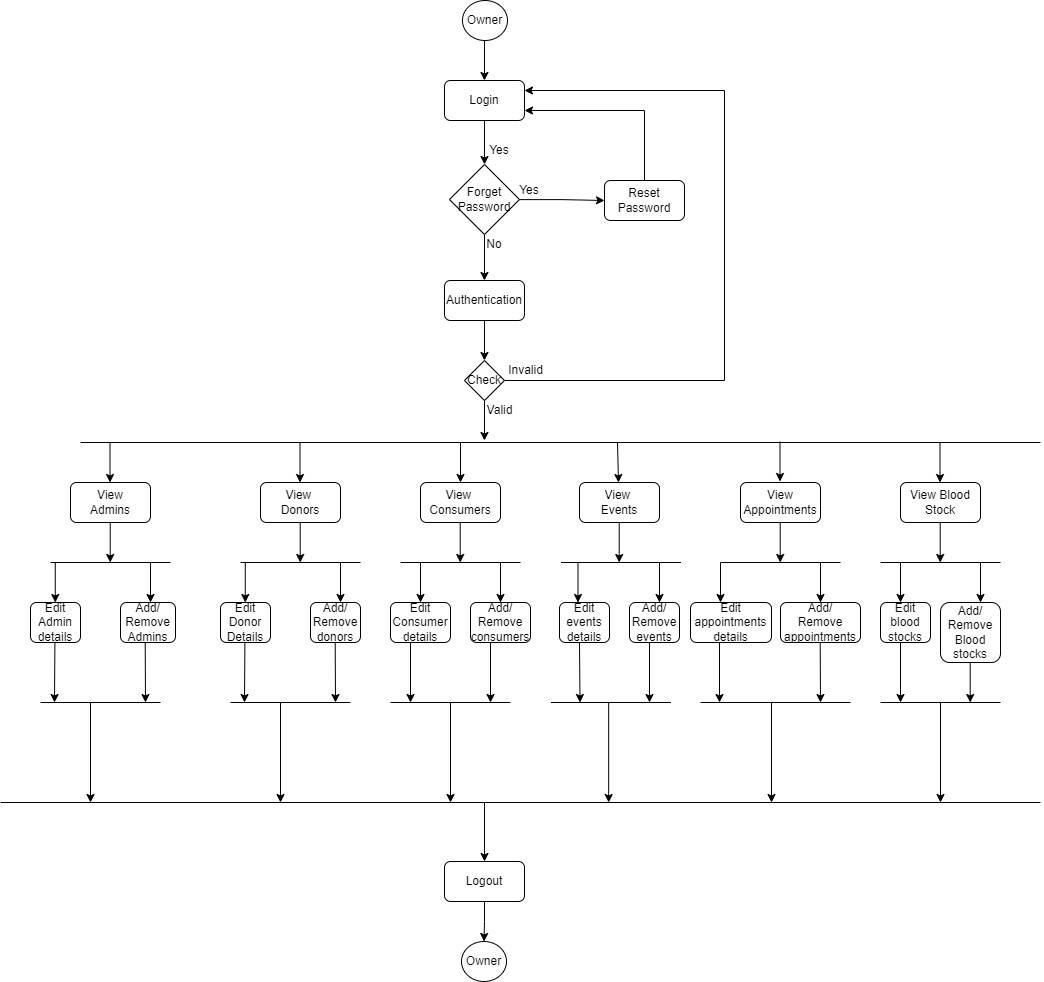 Owner
Login
Yes
Forget
Password
Yes
Reset
Password
No
Authentication
Check
Invalid
Valid
View
Admins
View
Donors
View
Consumers
View
Events
View
Appointments
View Blood
Stock
Edit
Admin
details
Add/
Remove
Admins
Edit
Donor
Details
Add/
Remove
donors
Edit
Consumer
details
Add/
Remove
consumers
Edit
events
details
Add/
Remove
events
Edit
appointments
details
Add/
Remove
appointments
Edit
blood
stocks
Add/
Remove
Blood
stocks
Logout
Owner